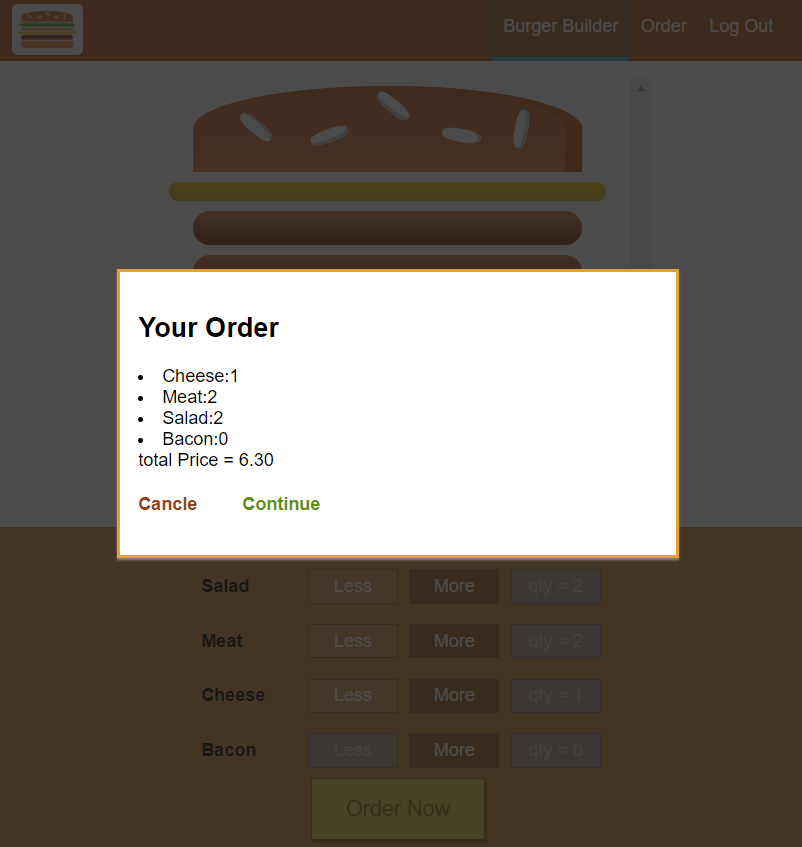 Burger Builder Order Log Out
Your Order
Cheese:1
Meat:2
Salad:2
Bacon:0
total Price = 6.30
Cancle Continue
Salad Less More qty = 2
Meat Less More qty = 2
Cheese Less More qty = 1
Bacon Less More qty = 0
Order Now